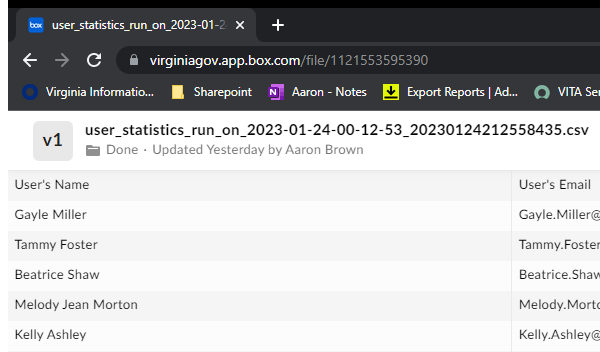 box user_statistics_run_on_2023-01-24
virginiagov.app.box.com/file/1121553595390
Virginia Informatio... Sharepoint Aaron - Notes Export Reports | Ad... VITA Serv
v1 user_statistics_run_on_2023-01-24-00-12-53_20230124212558435.csv
Done · Updated Yesterday by Aaron Brown
User's Name User's Email
Gayle Miller Gayle.Miller@
Tammy Foster Tammy.Foster
Beatrice Shaw Beatrice.Shaw
Melody Jean Morton Melody.Morto
Kelly Ashley Kelly.Ashley@